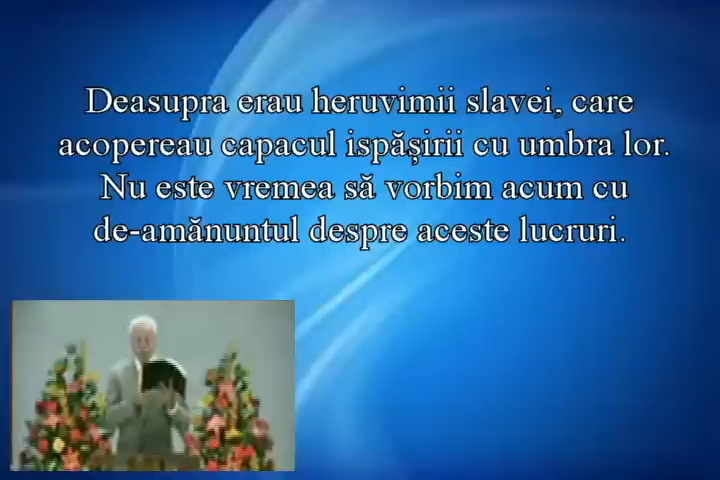 Deasupra erau heruvimii slavei, care
acopereau capacul ispășirii cu umbra lor.
Nu este vremea să vorbim acum cu
de-amănuntul despre aceste lucruri.